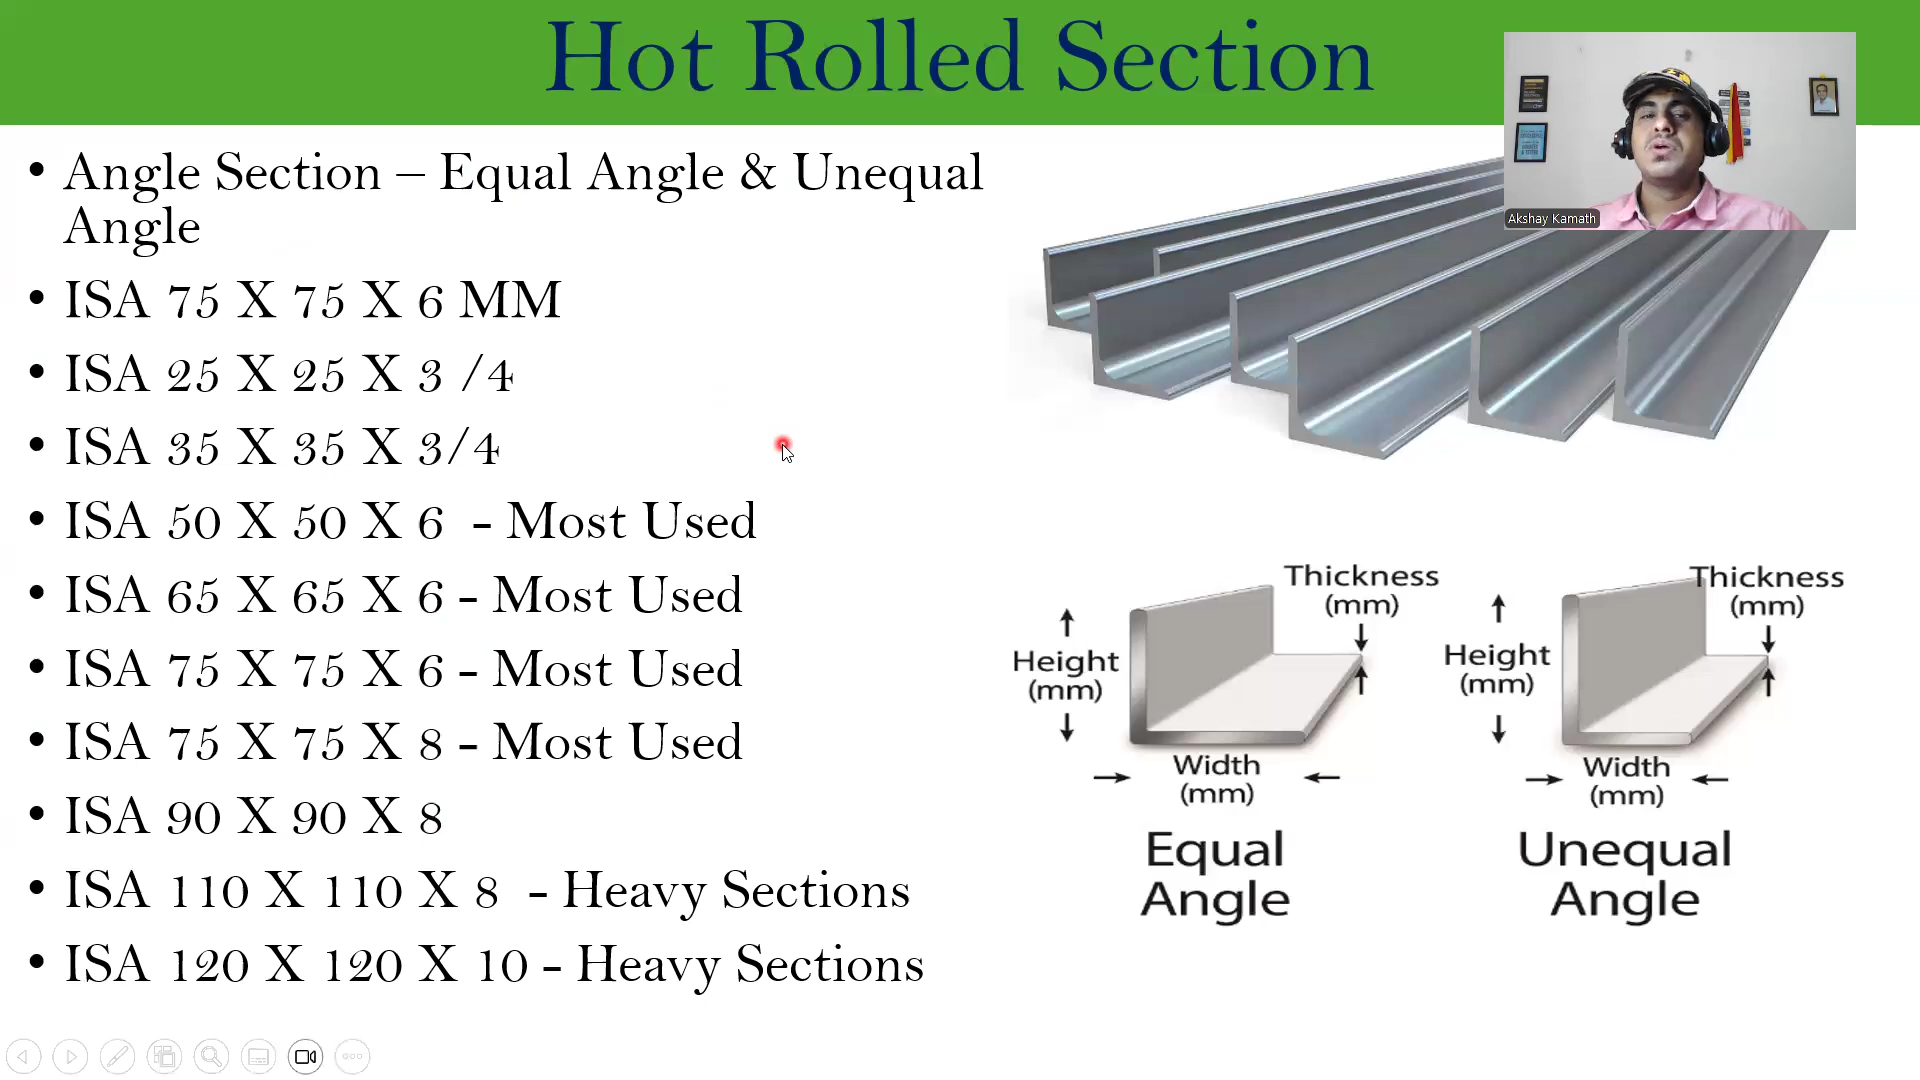 Hot Rolled Section
Akshay Kamath
• Angle Section – Equal Angle & Unequal
Angle
• ISA 75 X 75 X 6 MM
• ISA 25 X 25 X 3 /4
• ISA 35 X 35 X 3/4
• ISA 50 X 50 X 6 - Most Used
• ISA 65 X 65 X 6 - Most Used
• ISA 75 X 75 X 6 - Most Used
• ISA 75 X 75 X 8 - Most Used
• ISA 90 X 90 X 8
• ISA 110 X 110 X 8 - Heavy Sections
• ISA 120 X 120 X 10 - Heavy Sections
Thickness
(mm)
Height
(mm)
Width
(mm)
Equal
Angle
Thickness
(mm)
Height
(mm)
Width
(mm)
Unequal
Angle